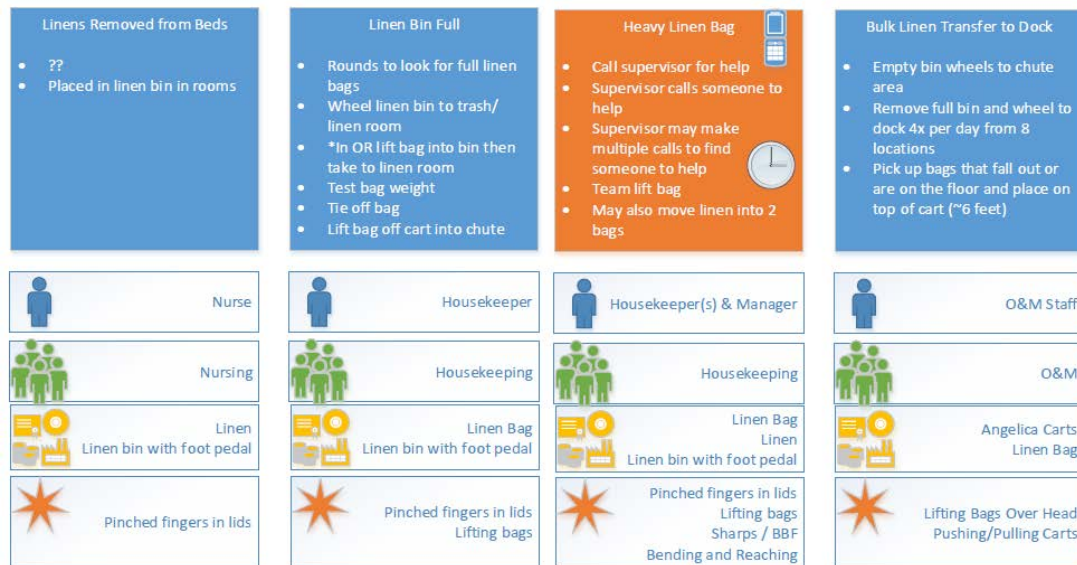 Linens Removed from Beds
• ??
• Placed in linen bin in rooms
Linen Bin Full
• Rounds to look for full linen
bags
• Wheel linen bin to trash/
linen room
• *In OR lift bag into bin then
take to linen room
• Test bag weight
• Tie off bag
• Lift bag off cart into chute
Heavy Linen Bag
• Call supervisor for help
• Supervisor calls someone to
help
• Supervisor may make
multiple calls to find
someone to help
• Team lift bag
• May also move linen into 2
bags
Bulk Linen Transfer to Dock
• Empty bin wheels to chute
area
• Remove full bin and wheel to
dock 4x per day from 8
locations
• Pick up bags that fall out or
are on the floor and place on
top of cart (~6 feet)
Nurse
Housekeeper
Housekeeper(s) & Manager
O&M Staff
Nursing
Housekeeping
Housekeeping
O&M
Linen
Linen bin with foot pedal
Linen Bag
Linen bin with foot pedal
Linen Bag
Linen
Linen bin with foot pedal
Angelica Carts
Linen Bag
Pinched fingers in lids
Pinched fingers in lids
Lifting bags
Pinched fingers in lids
Lifting bags
Sharps / BBF
Bending and Reaching
Lifting Bags Over Head
Pushing/Pulling Carts